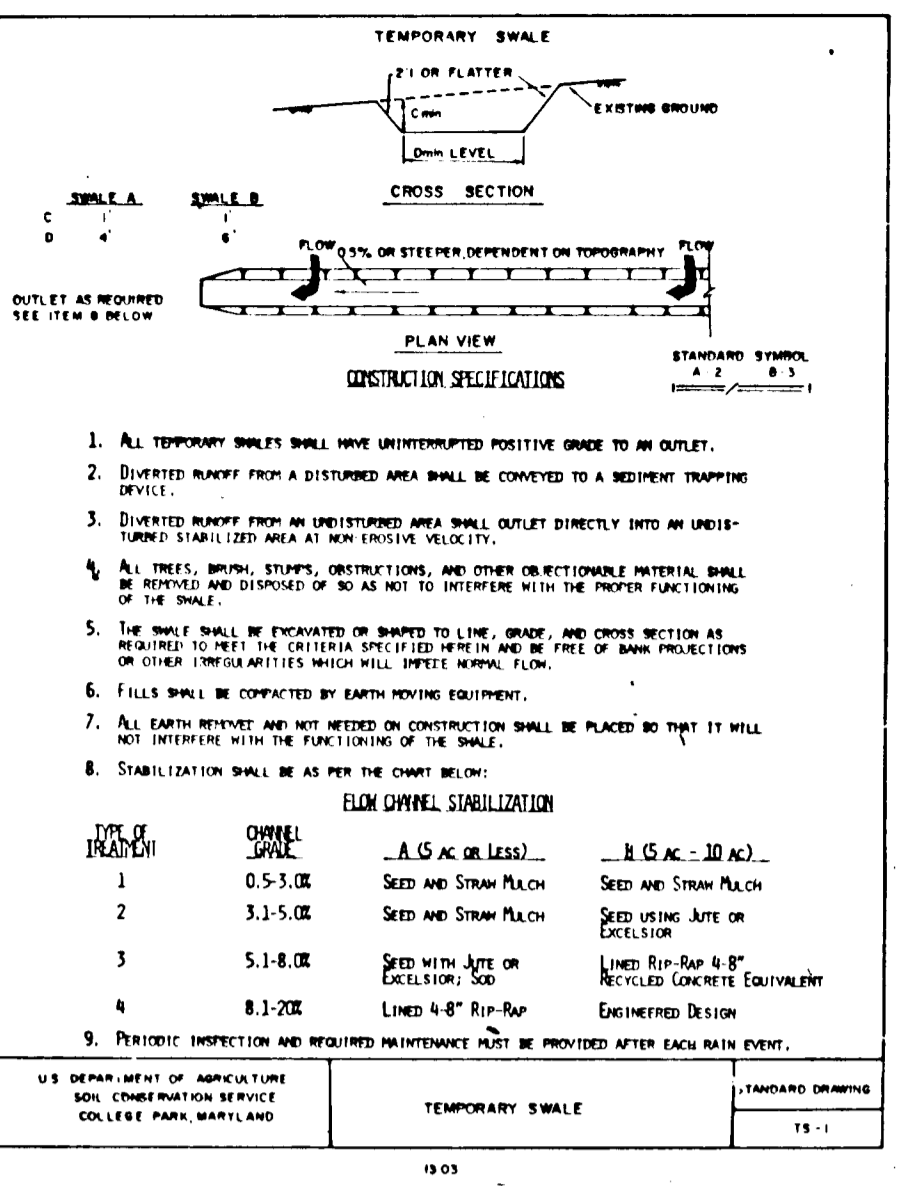 TEMPORARY SWALE
2:1 OR FLATTER
EXISTING GROUND
C min
Dmin LEVEL
CROSS SECTION
SWALE A SWALE B
C 1' 1'
D 4' 6'
FLOW 0.5% OR STEEPER, DEPENDENT ON TOPOGRAPHY FLOW
OUTLET AS REQUIRED
SEE ITEM 8 BELOW
PLAN VIEW
STANDARD SYMBOL
A-2 B-3
CONSTRUCTION SPECIFICATIONS
1. ALL TEMPORARY SWALES SHALL HAVE UNINTERRUPTED POSITIVE GRADE TO AN OUTLET.
2. DIVERTED RUNOFF FROM A DISTURBED AREA SHALL BE CONVEYED TO A SEDIMENT TRAPPING
DEVICE.
3. DIVERTED RUNOFF FROM AN UNDISTURBED AREA SHALL OUTLET DIRECTLY INTO AN UNDIS-
TURBED STABILIZED AREA AT NON-EROSIVE VELOCITY.
4. ALL TREES, BRUSH, STUMPS, OBSTRUCTIONS, AND OTHER OBJECTIONABLE MATERIAL SHALL
BE REMOVED AND DISPOSED OF SO AS NOT TO INTERFERE WITH THE PROPER FUNCTIONING
OF THE SWALE.
5. THE SWALE SHALL BE EXCAVATED OR SHAPED TO LINE, GRADE, AND CROSS SECTION AS
REQUIRED TO MEET THE CRITERIA SPECIFIED HEREIN AND BE FREE OF BANK PROJECTIONS
OR OTHER IRREGULARITIES WHICH WILL IMPEDE NORMAL FLOW.
6. FILLS SHALL BE COMPACTED BY EARTH MOVING EQUIPMENT.
7. ALL EARTH REMOVED AND NOT NEEDED ON CONSTRUCTION SHALL BE PLACED SO THAT IT WILL
NOT INTERFERE WITH THE FUNCTIONING OF THE SWALE.
8. STABILIZATION SHALL BE AS PER THE CHART BELOW:
FLOW CHANNEL STABILIZATION
TYPE OF CHANNEL
TREATMENT GRADE A (5 AC OR LESS) B (5 AC - 10 AC)
1 0.5-3.0% SEED AND STRAW MULCH SEED AND STRAW MULCH
2 3.1-5.0% SEED AND STRAW MULCH SEED USING JUTE OR
EXCELSIOR
3 5.1-8.0% SEED WITH JUTE OR LINED RIP-RAP 4-8"
EXCELSIOR; SOD RECYCLED CONCRETE EQUIVALENT
4 8.1-20% LINED 4-8" RIP-RAP ENGINEERED DESIGN
9. PERIODIC INSPECTION AND REQUIRED MAINTENANCE MUST BE PROVIDED AFTER EACH RAIN EVENT.
U S DEPARTMENT OF AGRICULTURE
SOIL CONSERVATION SERVICE
COLLEGE PARK, MARYLAND
TEMPORARY SWALE
STANDARD DRAWING
TS-1
13 03